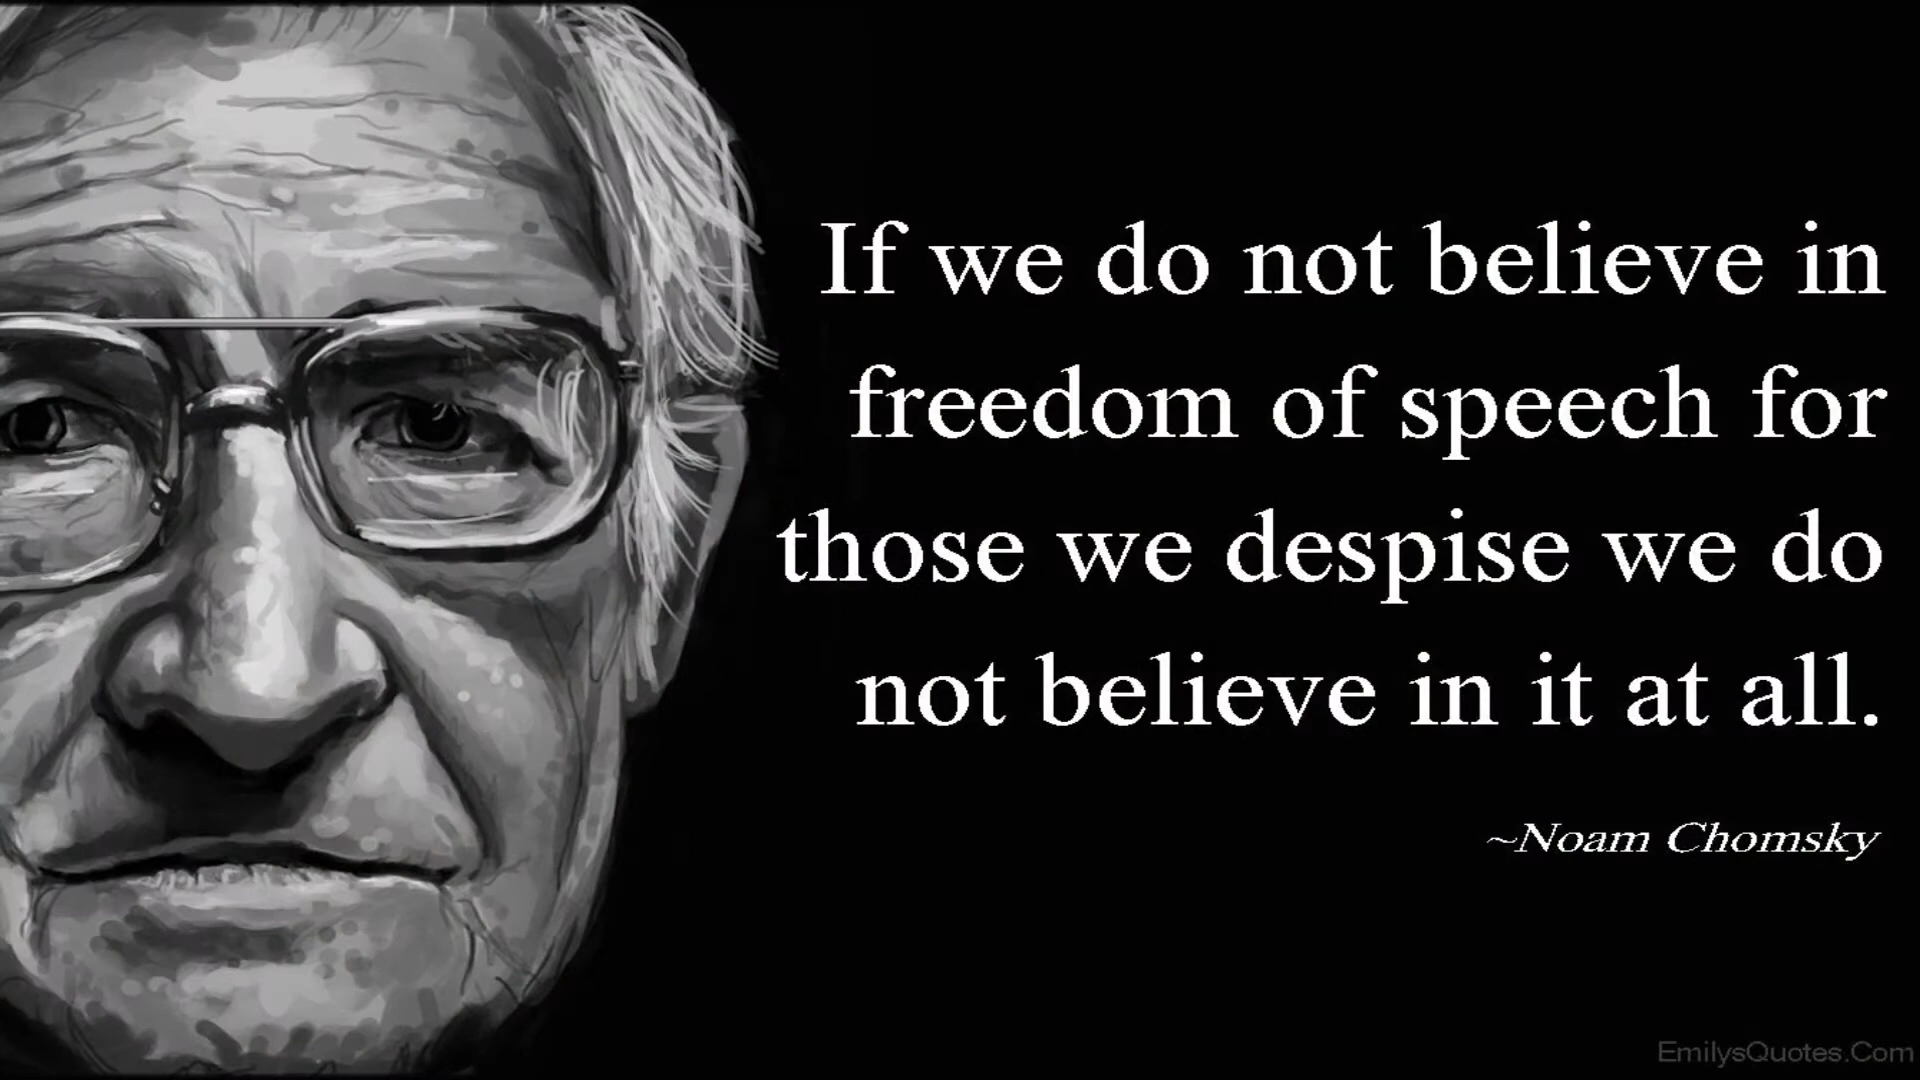 If we do not believe in
freedom of speech for
those we despise we do
not believe in it at all.
~Noam Chomsky
EmilysQuotes.Com